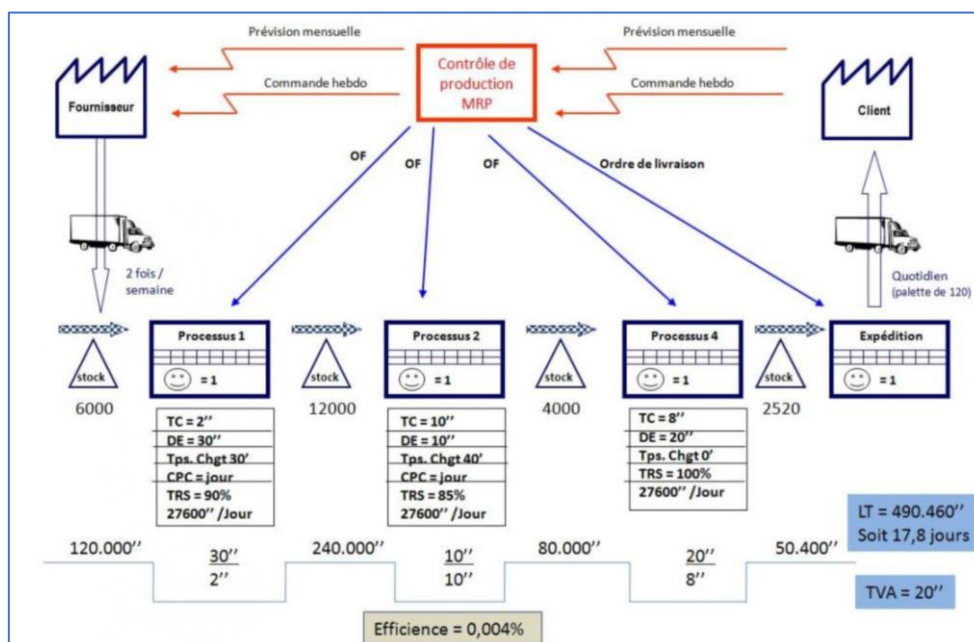 Prévision mensuelle
Prévision mensuelle
Contrôle de
production
MRP
Commande hebdo
Commande hebdo
Fournisseur
Client
OF
OF
OF
Ordre de livraison
2 fois /
semaine
Quotidien
(palette de 120)
Processus 1
Processus 2
Processus 4
Expédition
stock
= 1
stock
= 1
stock
= 1
stock
= 1
6000
12000
4000
2520
TC = 2’’
DE = 30’’
Tps. Chgt 30’
CPC = jour
TRS = 90%
27600’’ /Jour
TC = 10’’
DE = 10’’
Tps. Chgt 40’
CPC = jour
TRS = 85%
27600’’ /Jour
TC = 8’’
DE = 20’’
Tps. Chgt 0’
TRS = 100%
27600’’ /Jour
LT = 490.460’’
Soit 17,8 jours
120.000’’
30’’
2’’
240.000’’
10’’
10’’
80.000’’
20’’
8’’
50.400’’
TVA = 20’’
Efficience = 0,004%